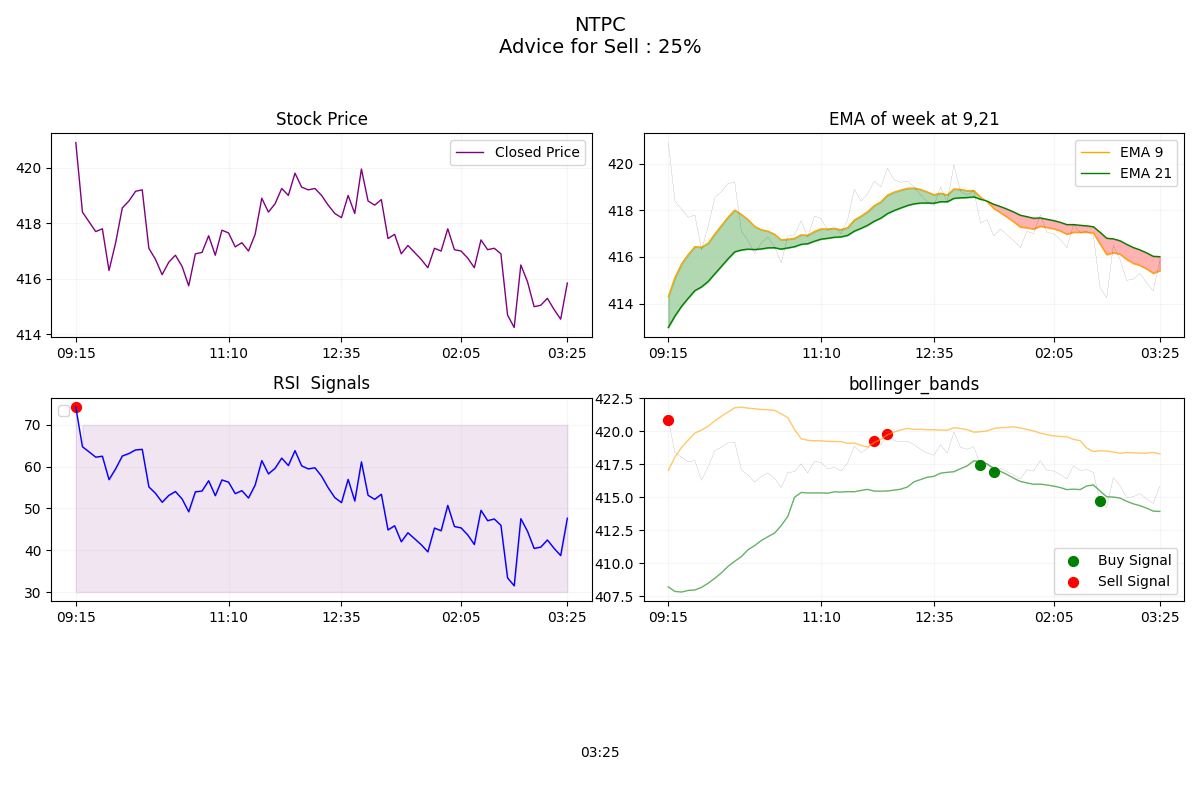 NTPC
Advice for Sell : 25%
Stock Price
Closed Price
420
418
416
414
09:15 11:10 12:35 02:05 03:25
EMA of week at 9,21
EMA 9
EMA 21
420
418
416
414
09:15 11:10 12:35 02:05 03:25
RSI  Signals
70
60
50
40
30
09:15 11:10 12:35 02:05 03:25
bollinger_bands
422.5
420.0
417.5
415.0
412.5
410.0
407.5
Buy Signal
Sell Signal
09:15 11:10 12:35 02:05 03:25
03:25